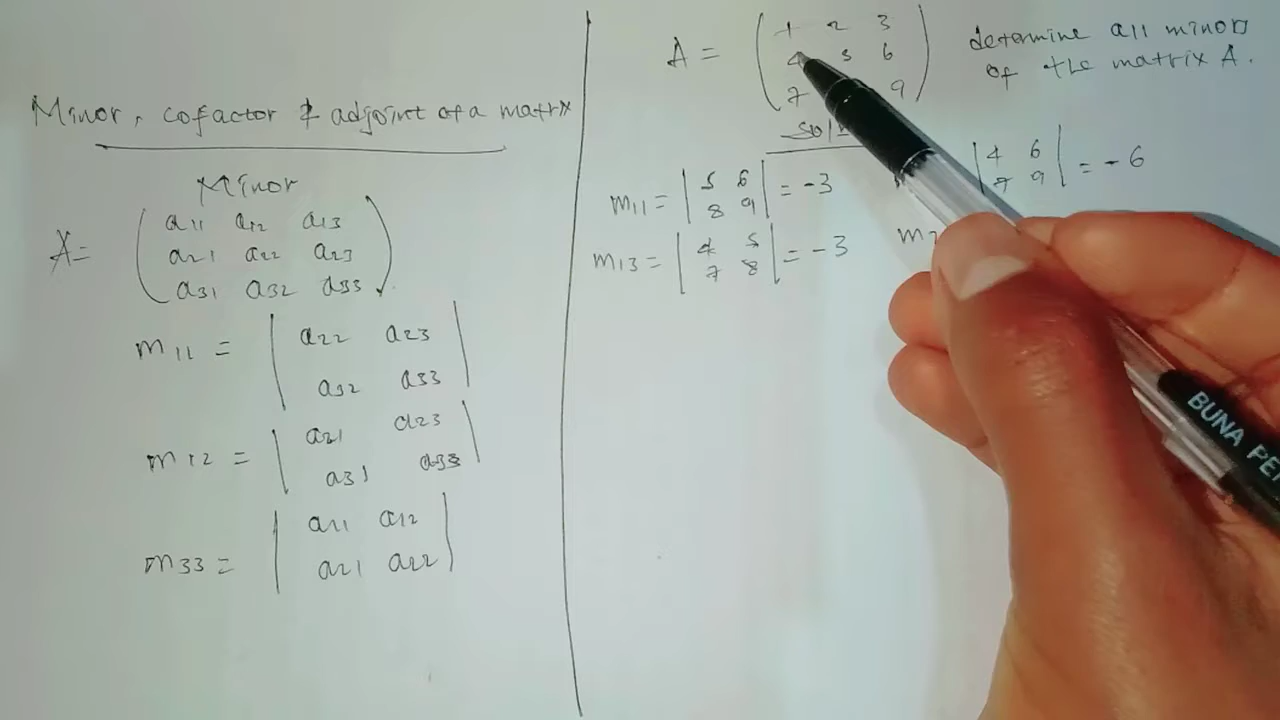 Minor, cofactor & adjoint of a matrix
Minor
A = ( a11 a12 a13
a21 a22 a23
a31 a32 a33 )
m11 = | a22 a23
a32 a33 |
m12 = | a21 a23
a31 a33 |
m33 = | a11 a12
a21 a22 |
A = ( 1 2 3
4 5 6
7 9 )
determine all minors
of the matrix A.
Sol
m11 = | 5 6
8 9 | = -3
| 4 6
7 9 | = -6
m13 = | 4 5
7 8 | = -3
m
BUNA PE